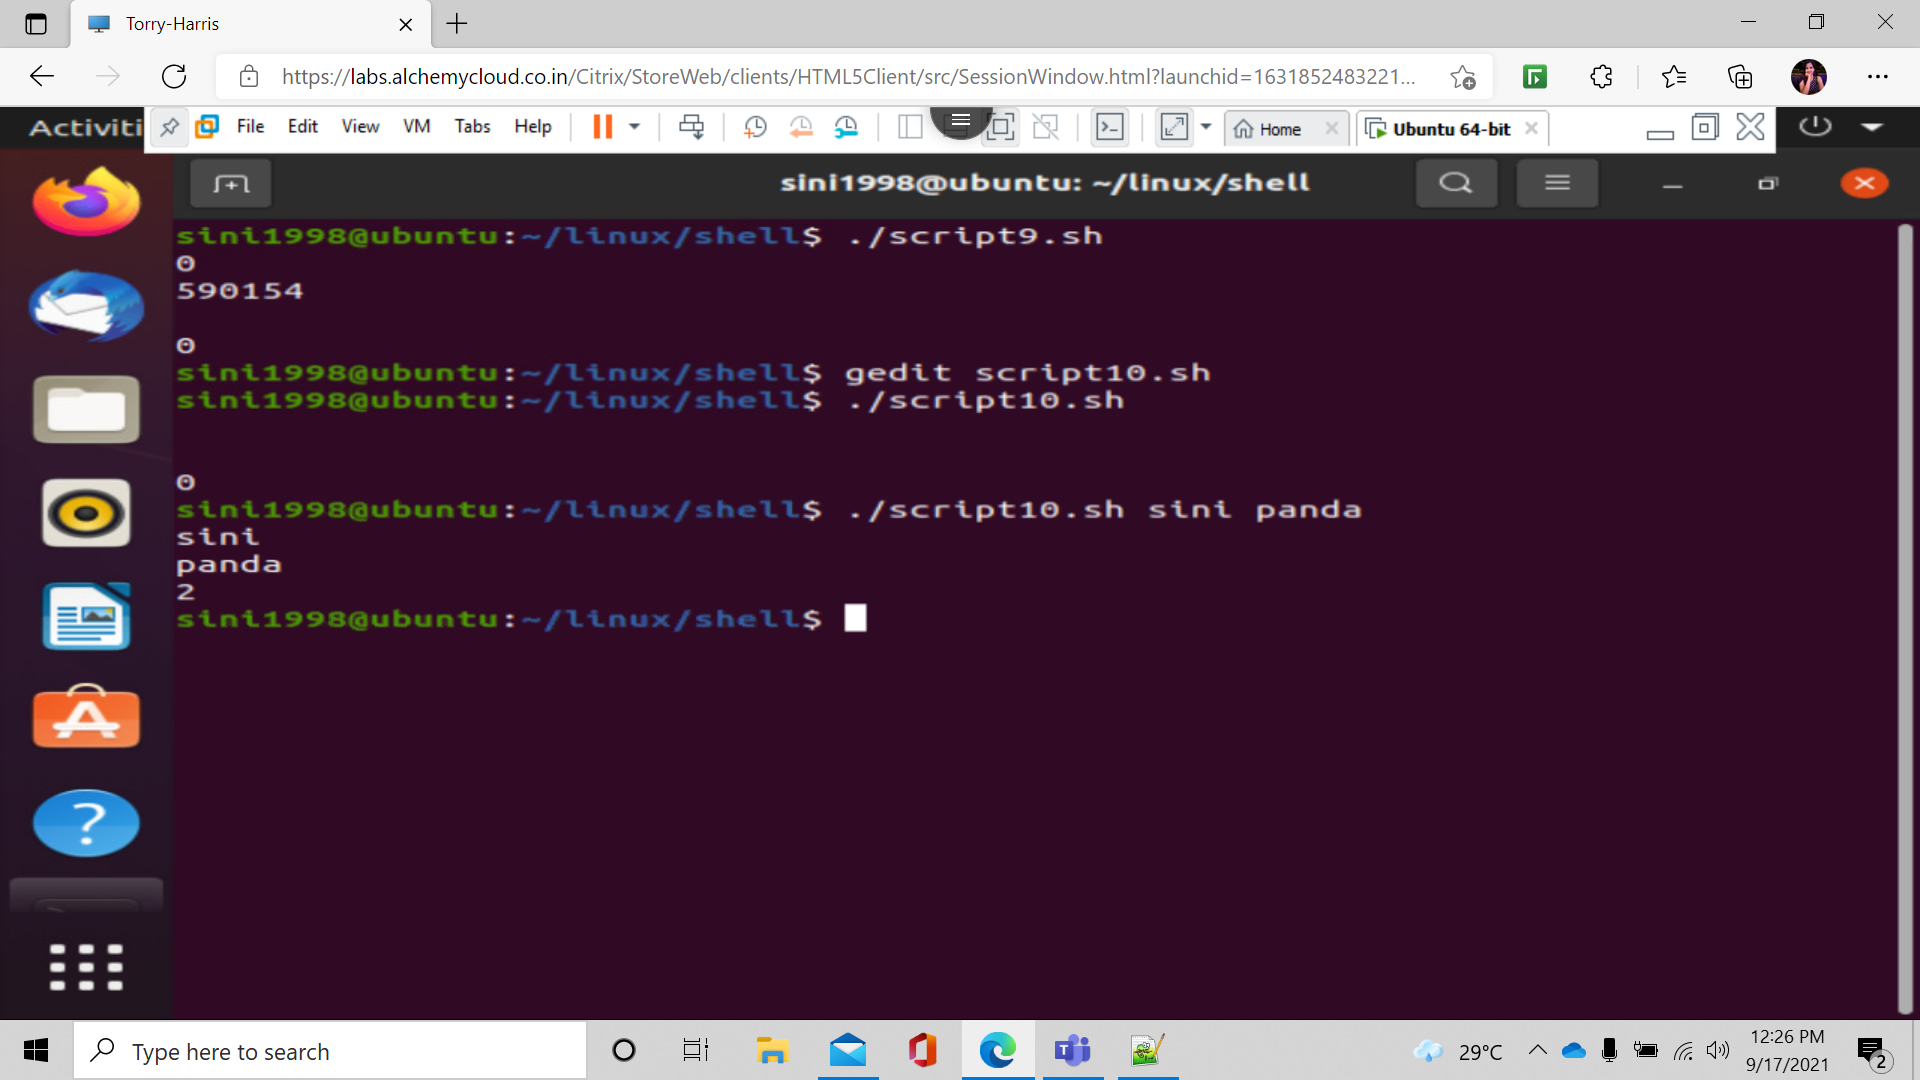 Torry-Harris
https://labs.alchemycloud.co.in/Citrix/StoreWeb/clients/HTML5Client/src/SessionWindow.html?launchid=1631852483221...
Activiti File Edit View VM Tabs Help Home Ubuntu 64-bit
sini1998@ubuntu: ~/linux/shell
sini1998@ubuntu:~/linux/shell$ ./script9.sh
0
590154
0
sini1998@ubuntu:~/linux/shell$ gedit script10.sh
sini1998@ubuntu:~/linux/shell$ ./script10.sh
0
sini1998@ubuntu:~/linux/shell$ ./script10.sh sini panda
sini
panda
2
sini1998@ubuntu:~/linux/shell$
Type here to search
29°C
12:26 PM
9/17/2021
2